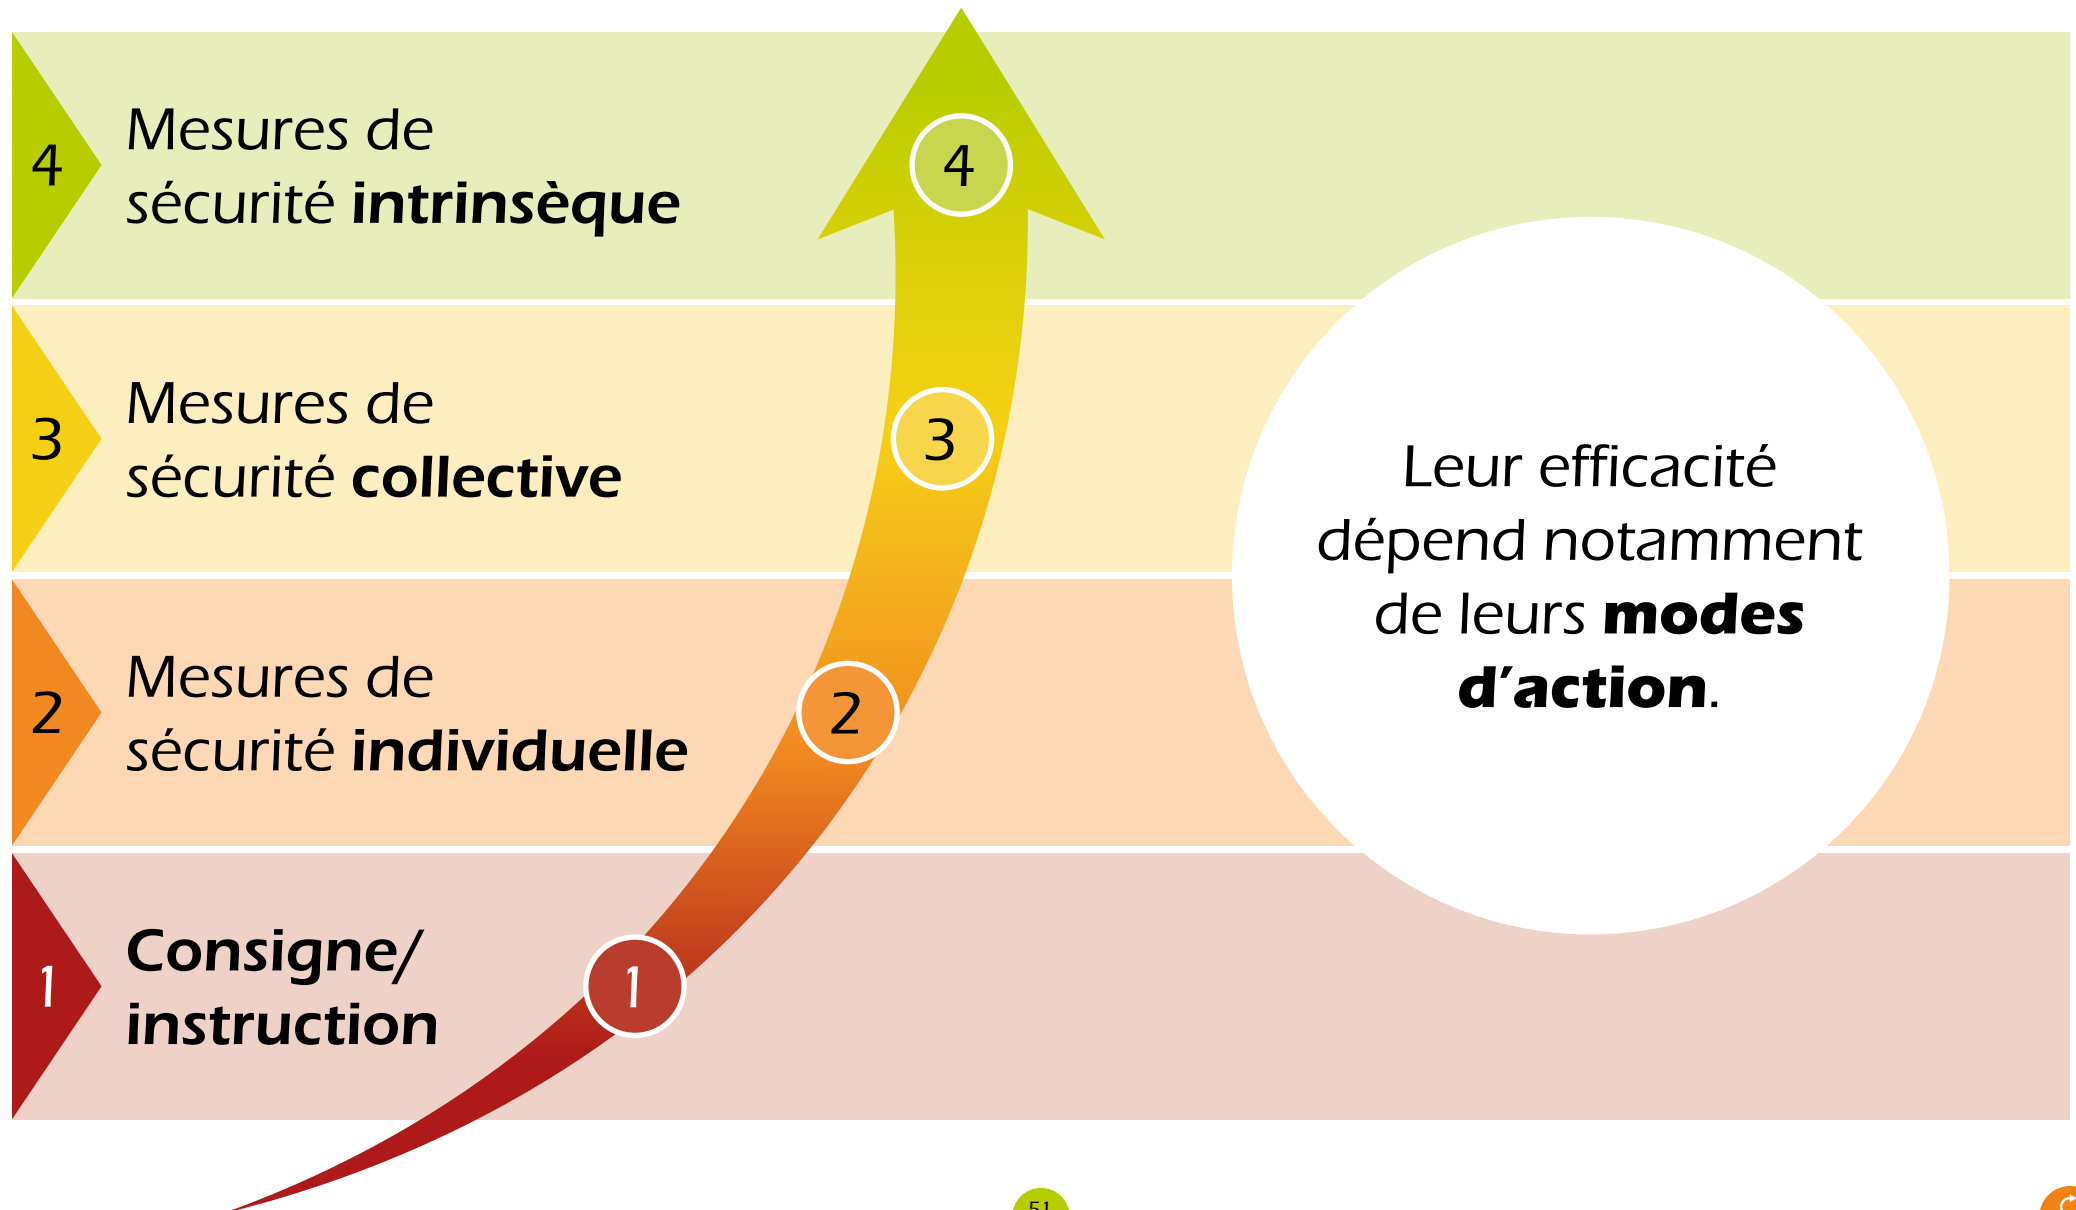 4
Mesures de
sécurité intrinsèque
4
3
Mesures de
sécurité collective
3
2
Mesures de
sécurité individuelle
2
1
Consigne/
instruction
1
Leur efficacité
dépend notamment
de leurs modes
d’action.
51